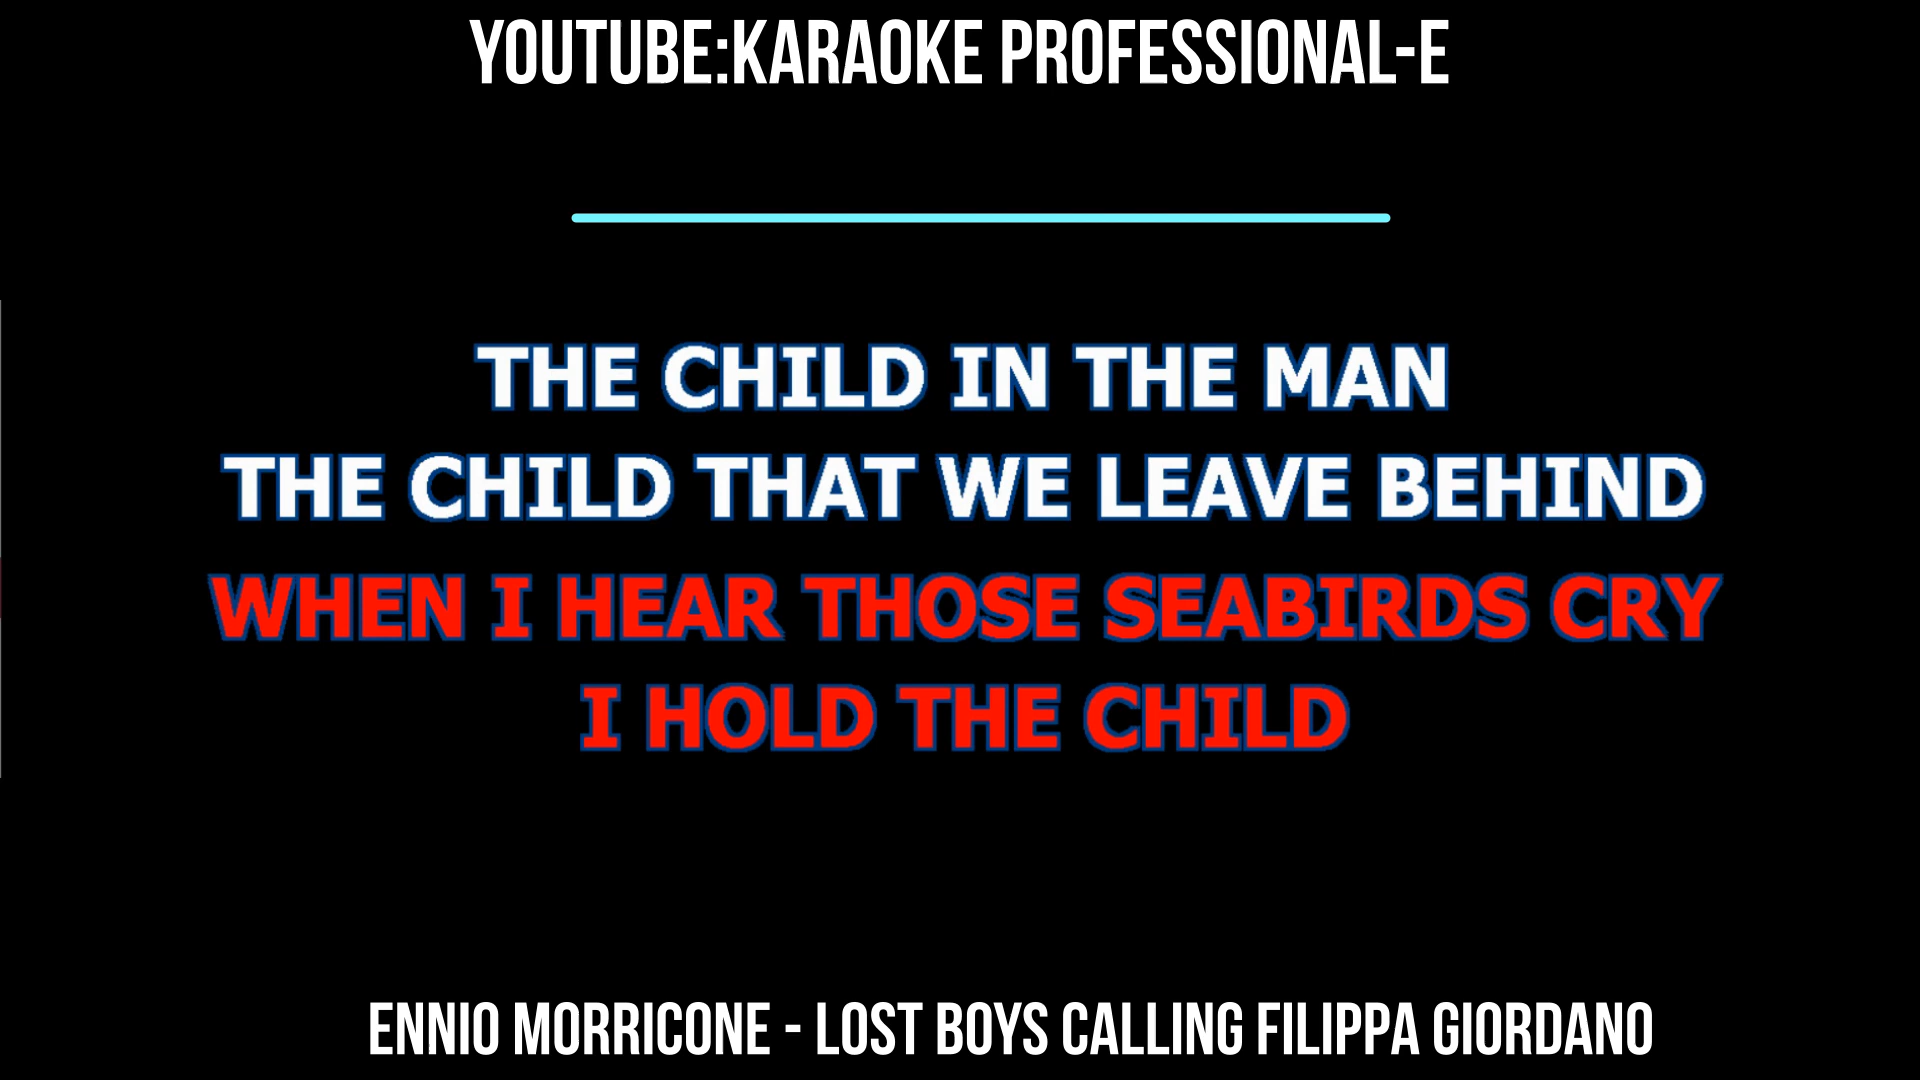 YOUTUBE:KARAOKE PROFESSIONAL-E
THE CHILD IN THE MAN
THE CHILD THAT WE LEAVE BEHIND
WHEN I HEAR THOSE SEABIRDS CRY
I HOLD THE CHILD
ENNIO MORRICONE - LOST BOYS CALLING FILIPPA GIORDANO